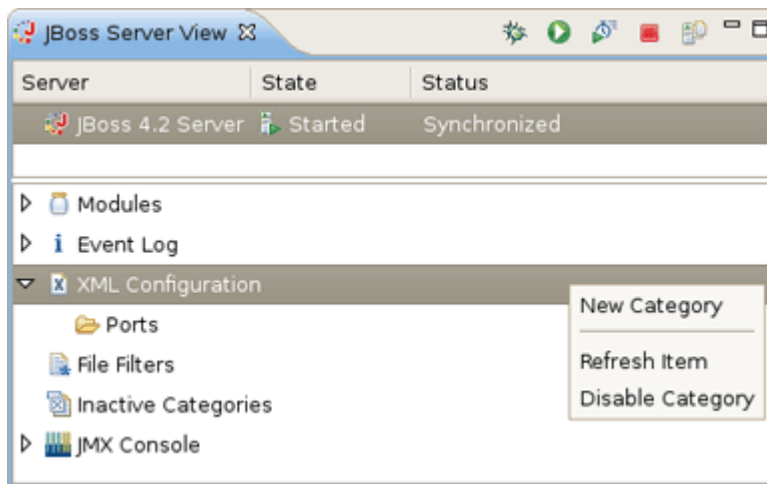 JBoss Server View
Server State Status
JBoss 4.2 Server Started Synchronized
Modules
i Event Log
X XML Configuration
New Category
Ports
File Filters
Refresh Item
Inactive Categories
Disable Category
JMX Console